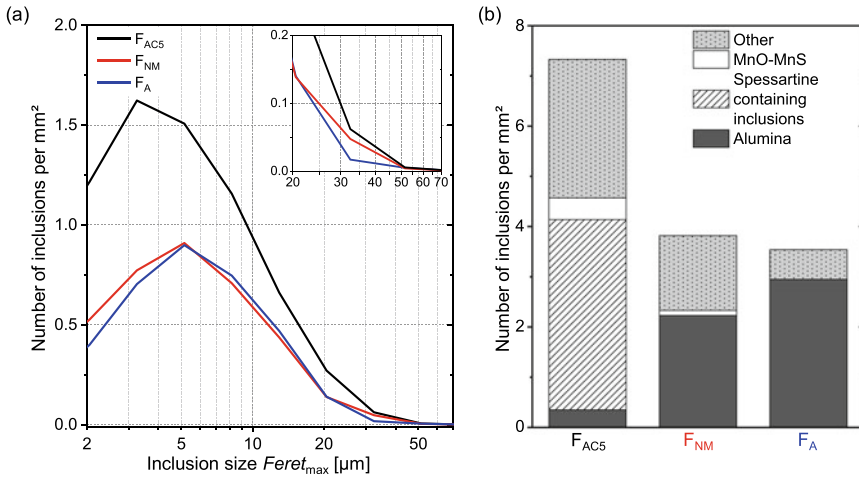 (a)
Number of inclusions per mm²
2.0
1.5
1.0
0.5
0.0
F_AC5
F_NM
F_A
0.2
0.1
0.0
20 30 40 50 60 70
2 5 10 20 50
Inclusion size Feret_max [µm]
(b)
Number of inclusions per mm²
8
6
4
2
0
Other
MnO-MnS
Spessartine
containing
inclusions
Alumina
F_AC5 F_NM F_A